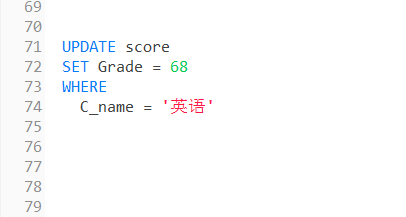 69
70
71 UPDATE score
72 SET Grade = 68
73 WHERE
74 C_name = '英语'
75
76
77
78
79